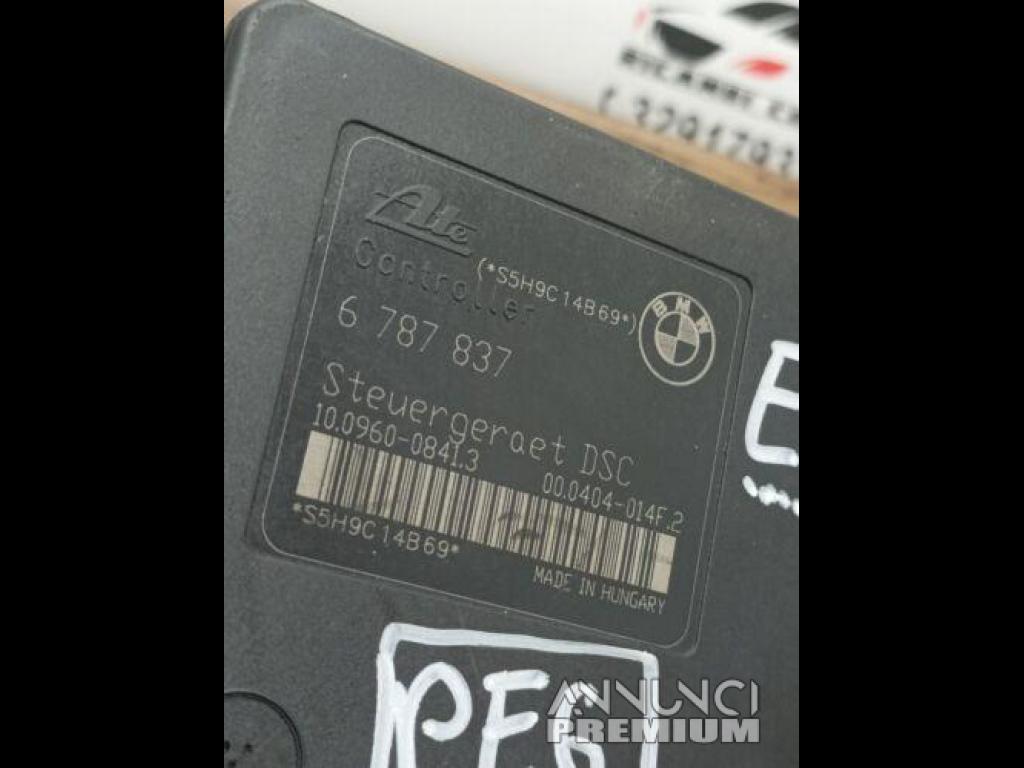 RICAMBI
Ate
Controller
(*S5H9C14B69*)
BMW
6 787 837
Steuergeraet DSC
10.0960-0841.3
00.0404-014F.2
*S5H9C14B69*
MADE IN HUNGARY
E
ANNUNCI
PREMIUM